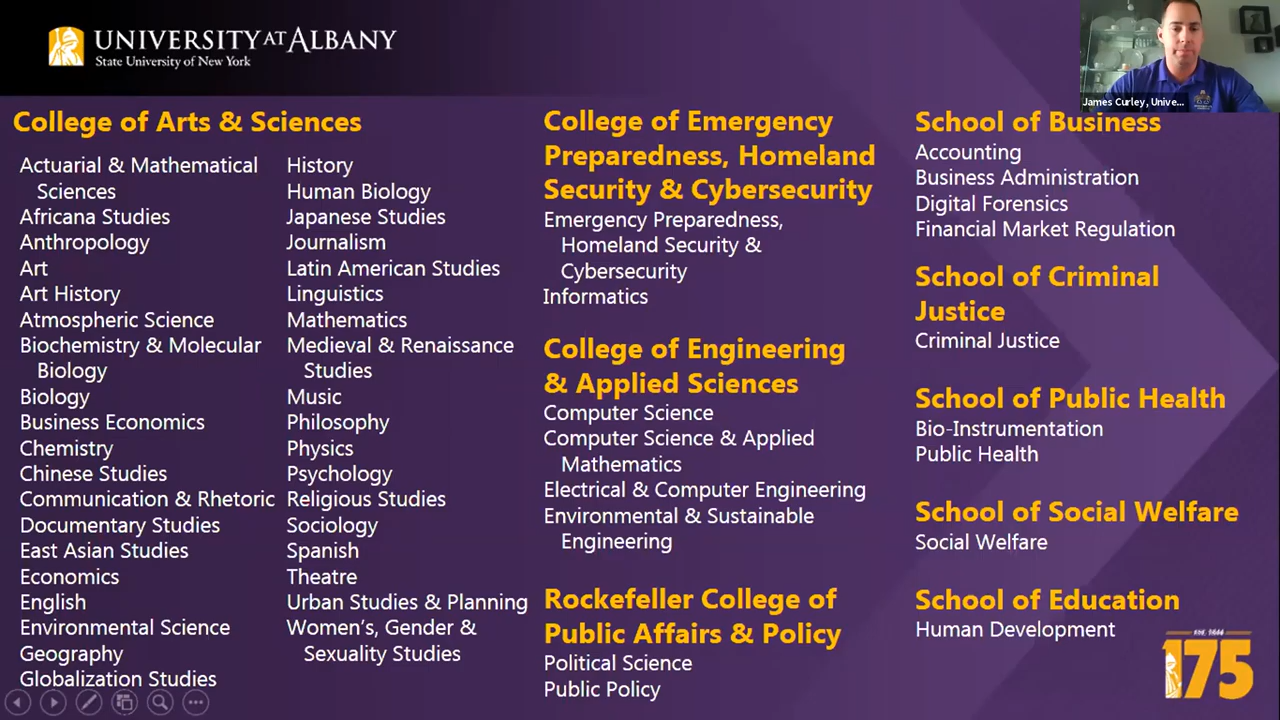 UNIVERSITY AT ALBANY
State University of New York
James Curley, Unive...
College of Arts & Sciences
Actuarial & Mathematical
Sciences
Africana Studies
Anthropology
Art
Art History
Atmospheric Science
Biochemistry & Molecular
Biology
Biology
Business Economics
Chemistry
Chinese Studies
Communication & Rhetoric
Documentary Studies
East Asian Studies
Economics
English
Environmental Science
Geography
Globalization Studies
History
Human Biology
Japanese Studies
Journalism
Latin American Studies
Linguistics
Mathematics
Medieval & Renaissance
Studies
Music
Philosophy
Physics
Psychology
Religious Studies
Sociology
Spanish
Theatre
Urban Studies & Planning
Women's, Gender &
Sexuality Studies
College of Emergency
Preparedness, Homeland
Security & Cybersecurity
Emergency Preparedness,
Homeland Security &
Cybersecurity
Informatics
College of Engineering
& Applied Sciences
Computer Science
Computer Science & Applied
Mathematics
Electrical & Computer Engineering
Environmental & Sustainable
Engineering
Rockefeller College of
Public Affairs & Policy
Political Science
Public Policy
School of Business
Accounting
Business Administration
Digital Forensics
Financial Market Regulation
School of Criminal
Justice
Criminal Justice
School of Public Health
Bio-Instrumentation
Public Health
School of Social Welfare
Social Welfare
School of Education
Human Development
EST. 1844
175